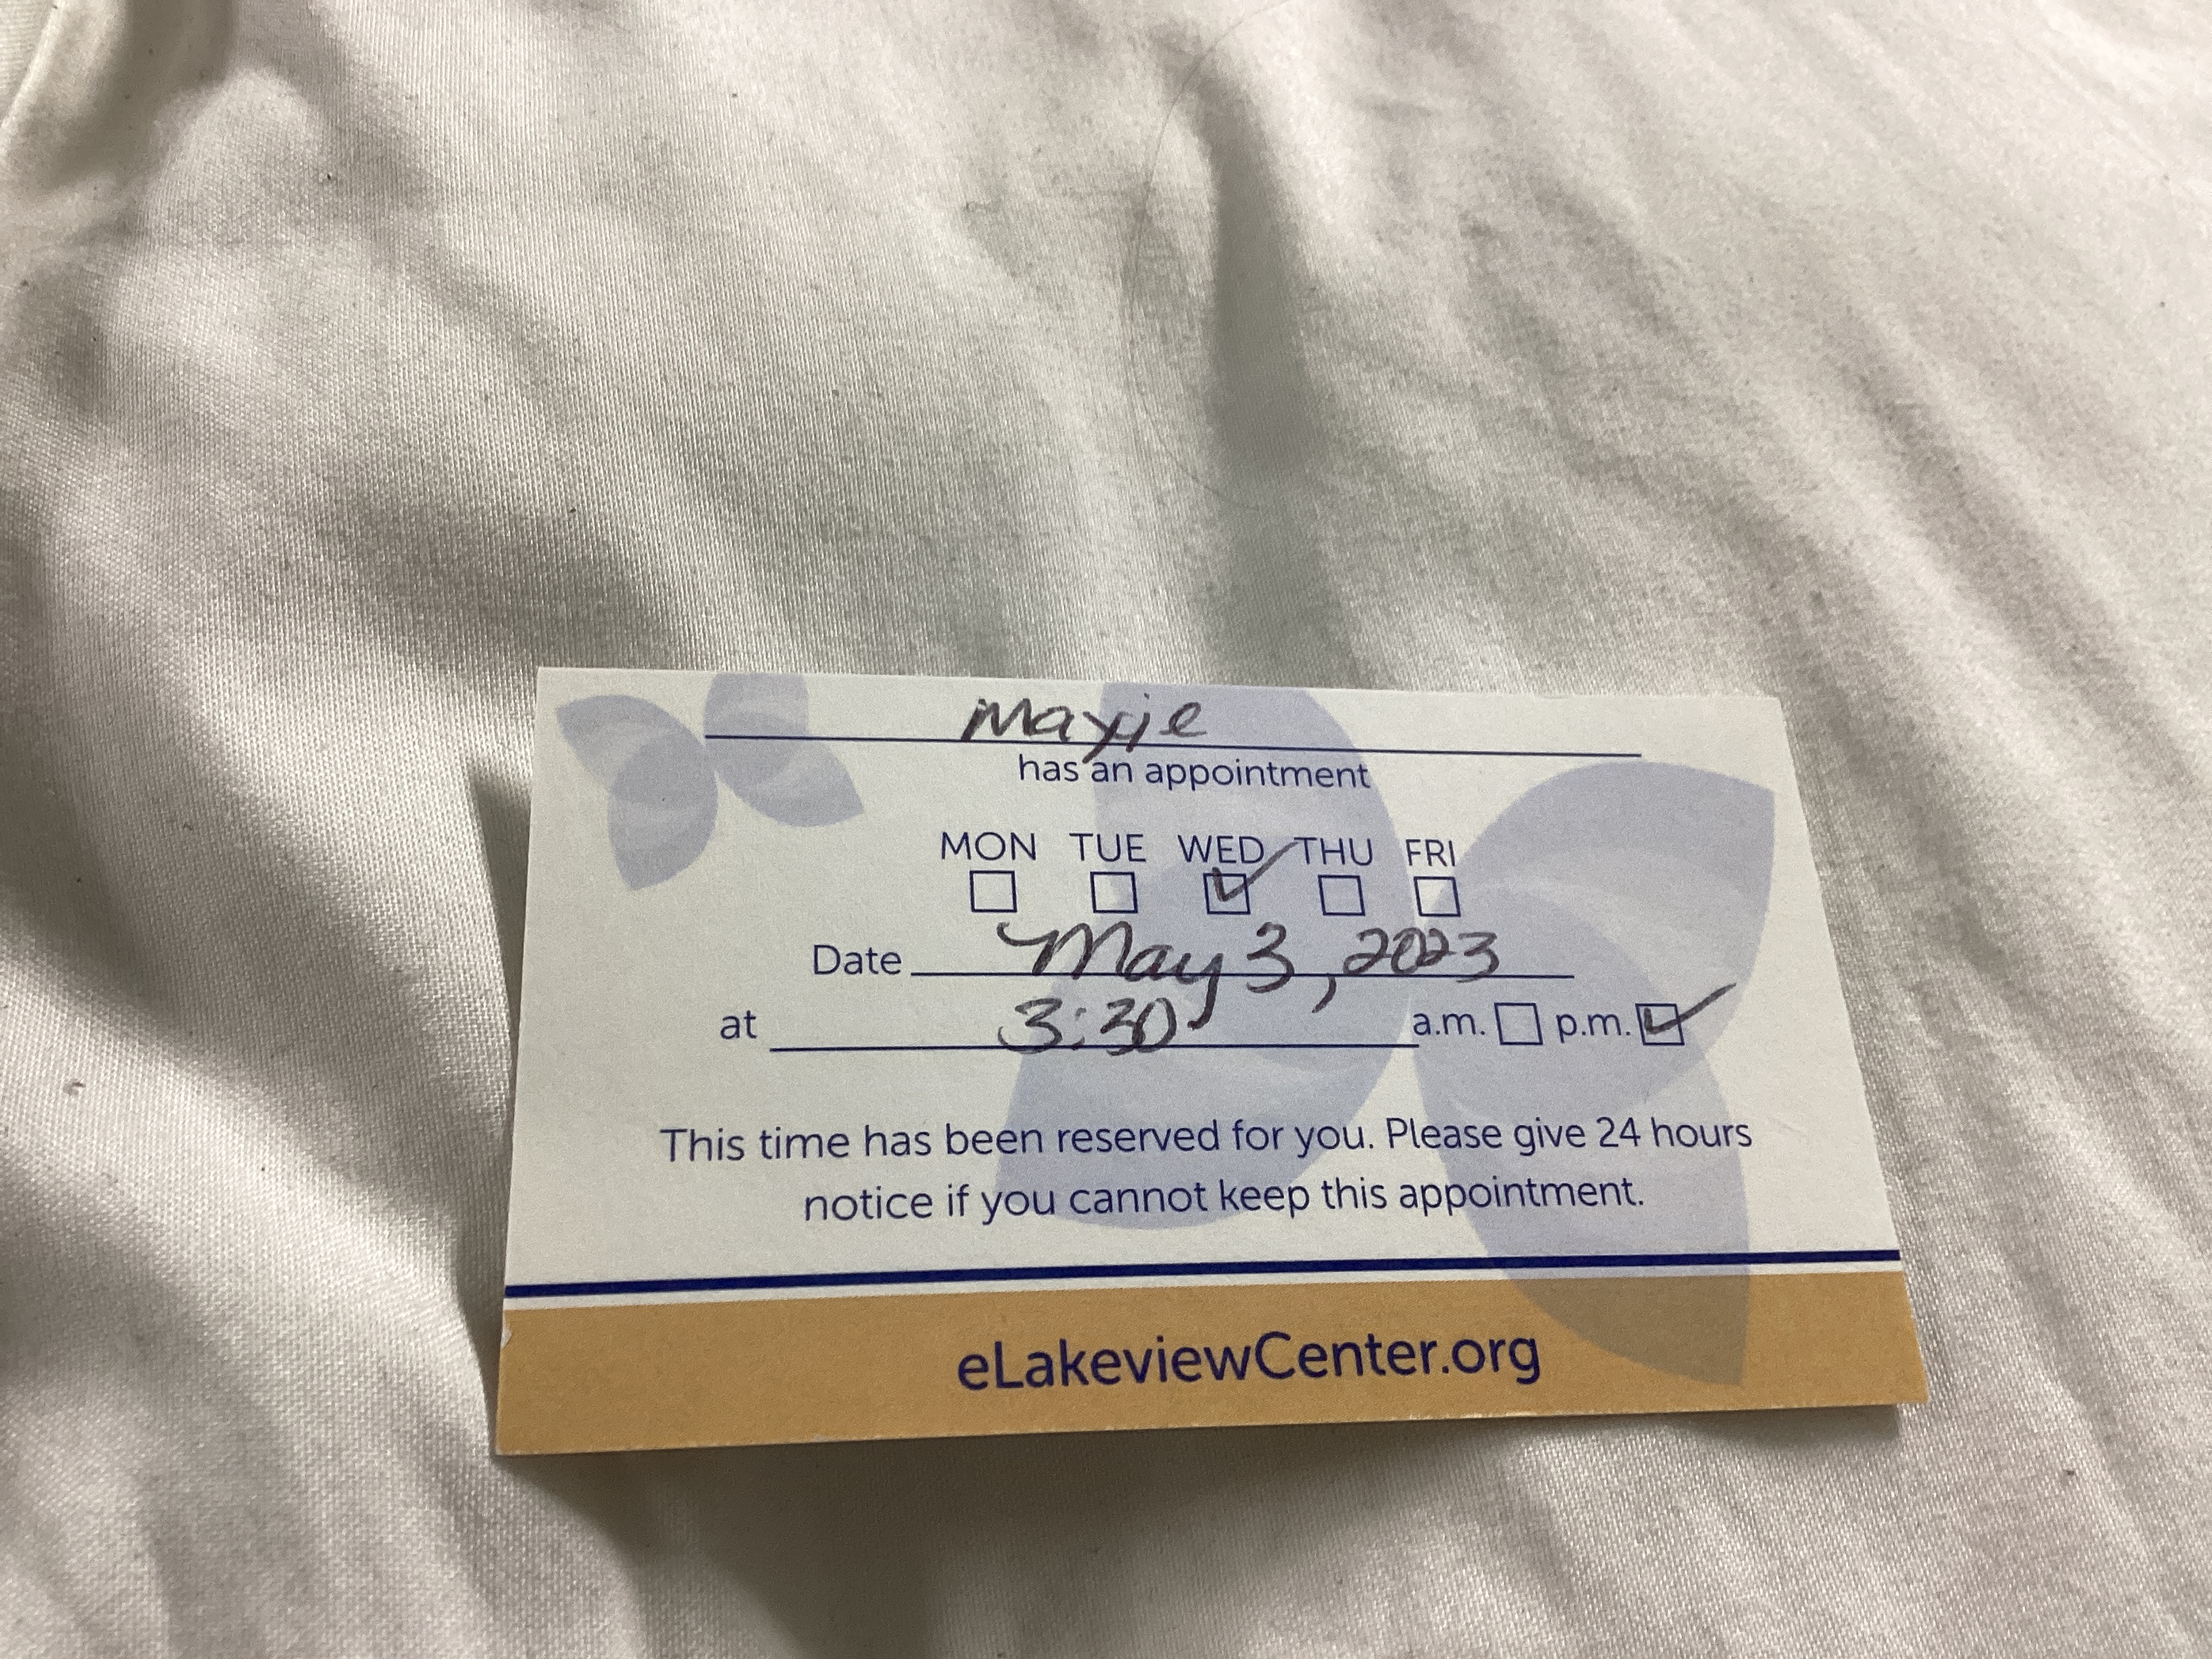 Mayje
has an appointment
MON TUE WED THU FRI
Date May 3, 2023
at 3:30 a.m. p.m.
This time has been reserved for you. Please give 24 hours
notice if you cannot keep this appointment.
eLakeviewCenter.org